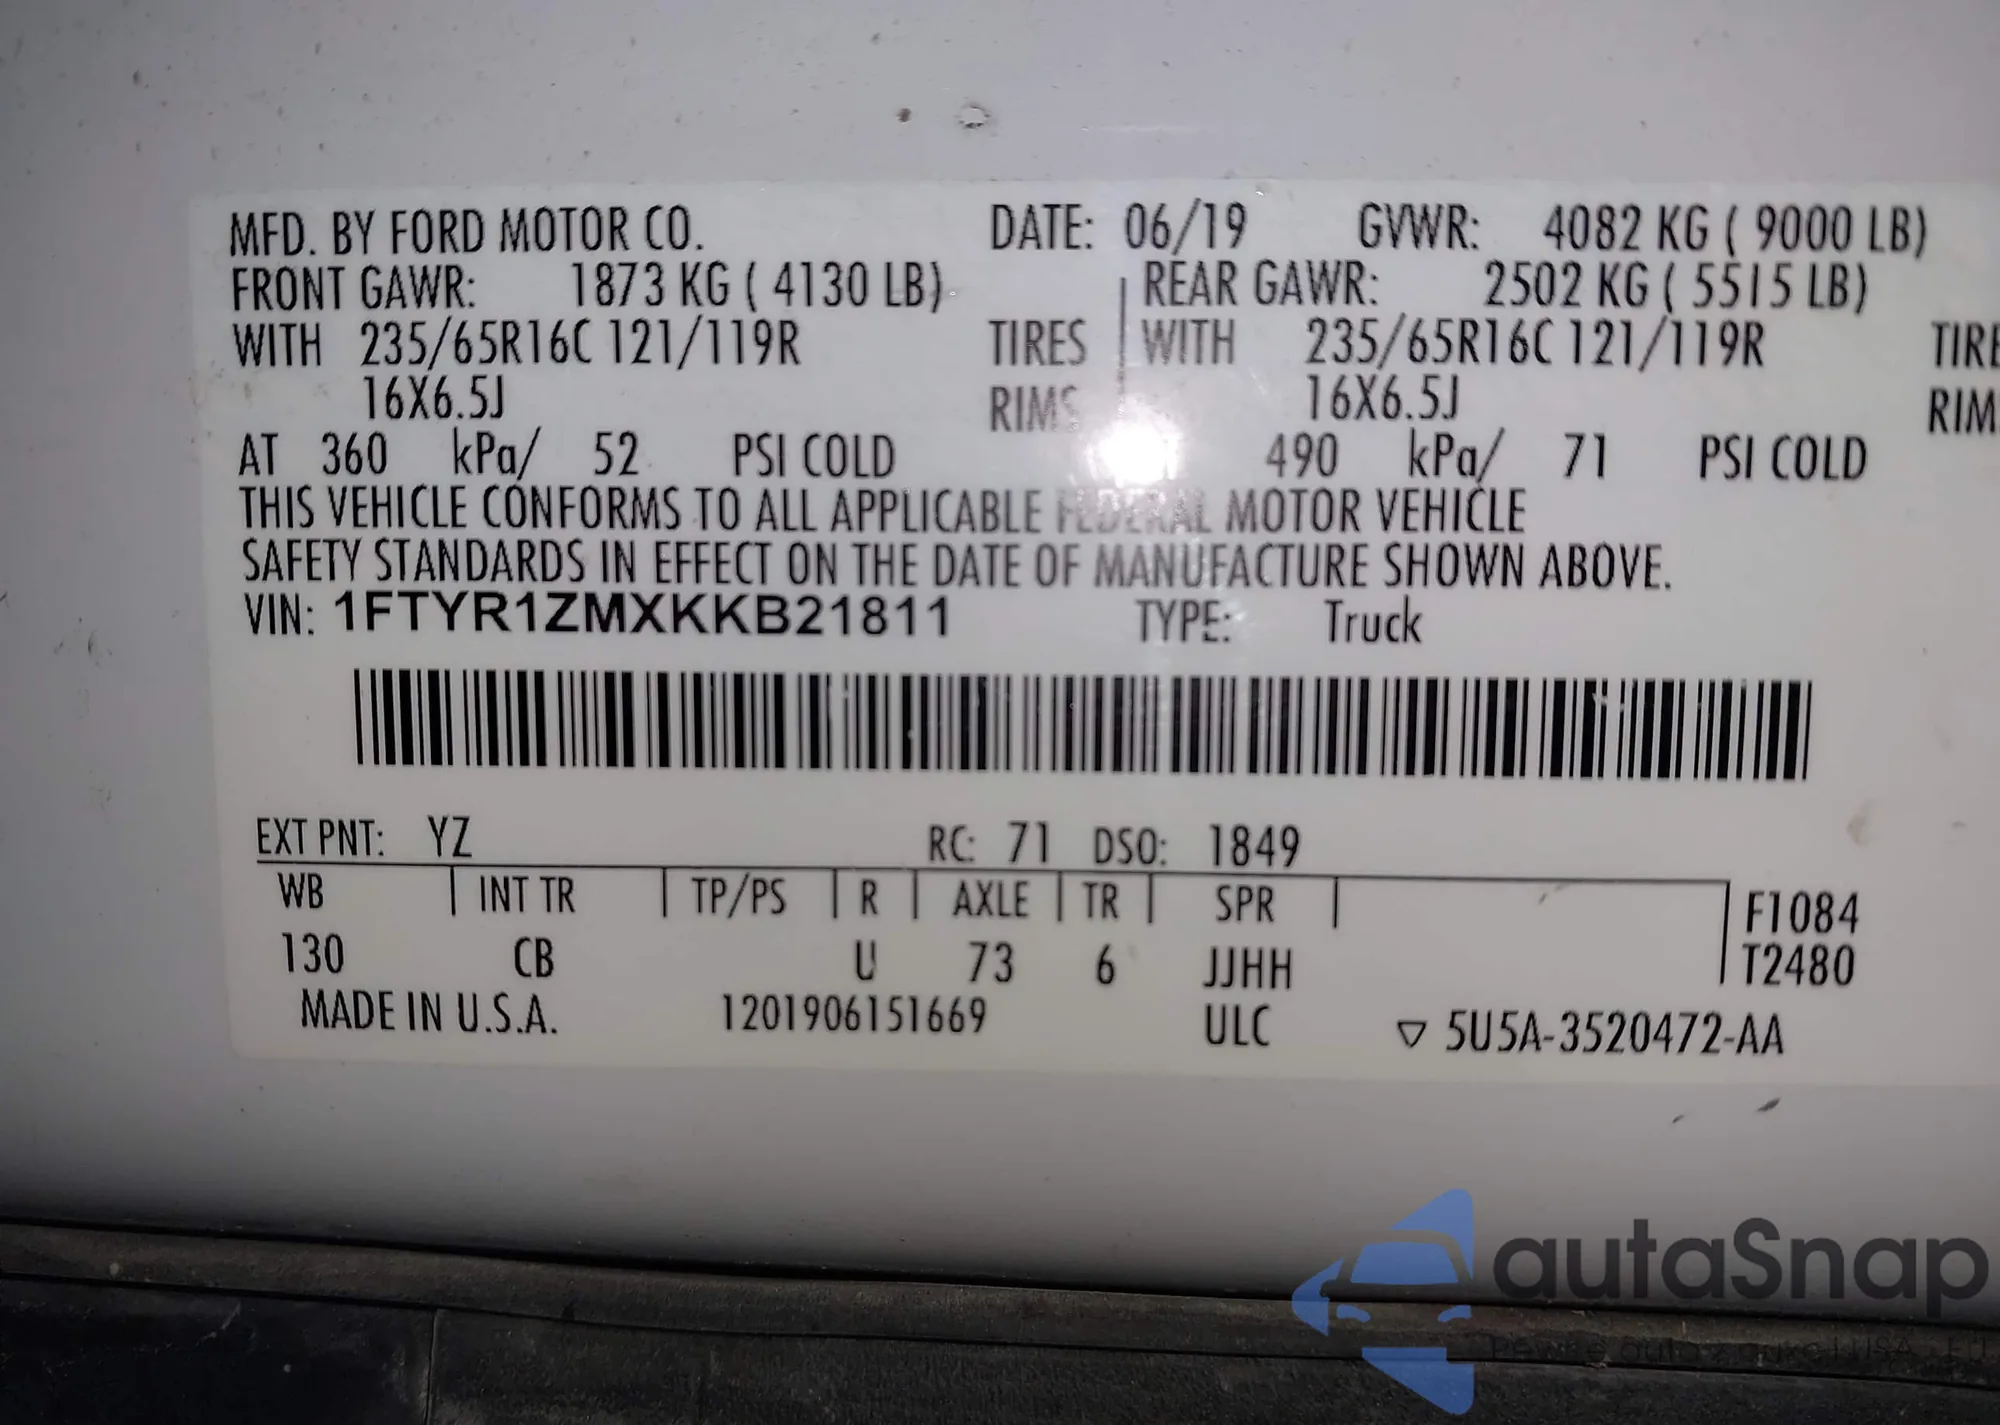 MFD. BY FORD MOTOR CO. DATE: 06/19 GVWR: 4082 KG ( 9000 LB)
FRONT GAWR: 1873 KG ( 4130 LB) REAR GAWR: 2502 KG ( 5515 LB)
WITH 235/65R16C 121/119R TIRES WITH 235/65R16C 121/119R TIRE
16X6.5J RIMS 16X6.5J RIM
AT 360 kPa/ 52 PSI COLD 490 kPa/ 71 PSI COLD
THIS VEHICLE CONFORMS TO ALL APPLICABLE FEDERAL MOTOR VEHICLE
SAFETY STANDARDS IN EFFECT ON THE DATE OF MANUFACTURE SHOWN ABOVE.
VIN: 1FTYR1ZMXKKB21811 TYPE: Truck
EXT PNT: YZ RC: 71 DSO: 1849
WB INT TR TP/PS R AXLE TR SPR F1084
130 CB U 73 6 JJHH T2480
MADE IN U.S.A. 1201906151669 ULC ▽ 5U5A-3520472-AA
autaSnap